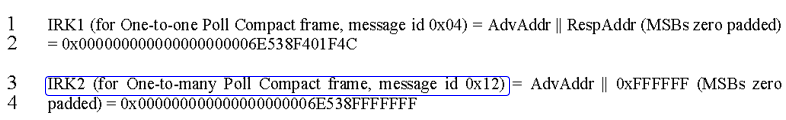 1 IRK1 (for One-to-one Poll Compact frame, message id 0x04) = AdvAddr || RespAddr (MSBs zero padded)
2 = 0x000000000000000000006E538F401F4C
3 IRK2 (for One-to-many Poll Compact frame, message id 0x12) = AdvAddr || 0xFFFFFF (MSBs zero
4 padded) = 0x000000000000000000006E538FFFFFFF